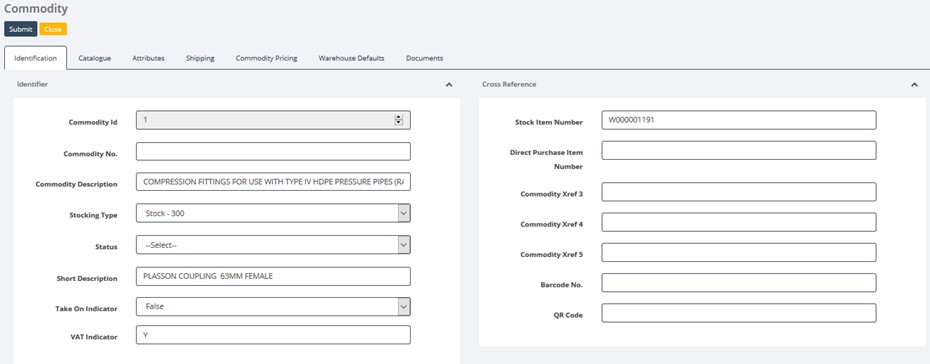 Commodity
Submit Close
Identification Catalogue Attributes Shipping Commodity Pricing Warehouse Defaults Documents
Identifier
Commodity Id 1
Commodity No.
Commodity Description COMPRESSION FITTINGS FOR USE WITH TYPE IV HDPE PRESSURE PIPES (RA
Stocking Type Stock - 300
Status --Select--
Short Description PLASSON COUPLING  63MM FEMALE
Take On Indicator False
VAT Indicator Y
Cross Reference
Stock Item Number W000001191
Direct Purchase Item
Number
Commodity Xref 3
Commodity Xref 4
Commodity Xref 5
Barcode No.
QR Code